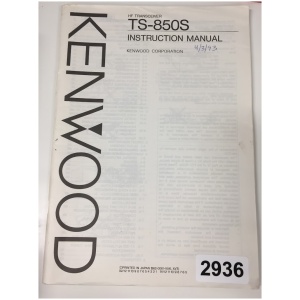 KENWOOD
HF TRANSCEIVER
TS-850S
INSTRUCTION MANUAL
KENWOOD CORPORATION
2936